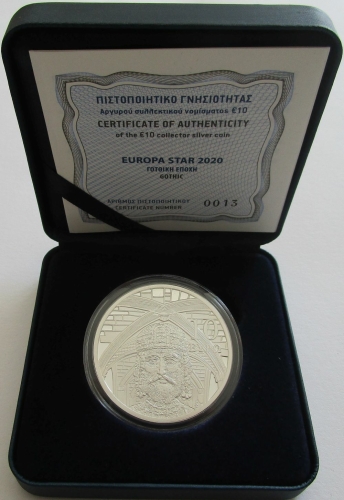 ΠΙΣΤΟΠΟΙΗΤΙΚΟ ΓΝΗΣΙΟΤΗΤΑΣ
Αργυρού συλλεκτικού νομίσματος €10
CERTIFICATE OF AUTHENTICITY
of the €10 collector silver coin
EUROPA STAR 2020
ΓΟΤΘΙΚΗ ΕΠΟΧΗ
GOTHIC
ΑΡΙΘΜΟΣ ΠΙΣΤΟΠΟΙΗΤΙΚΟΥ
CERTIFICATE NUMBER 0013